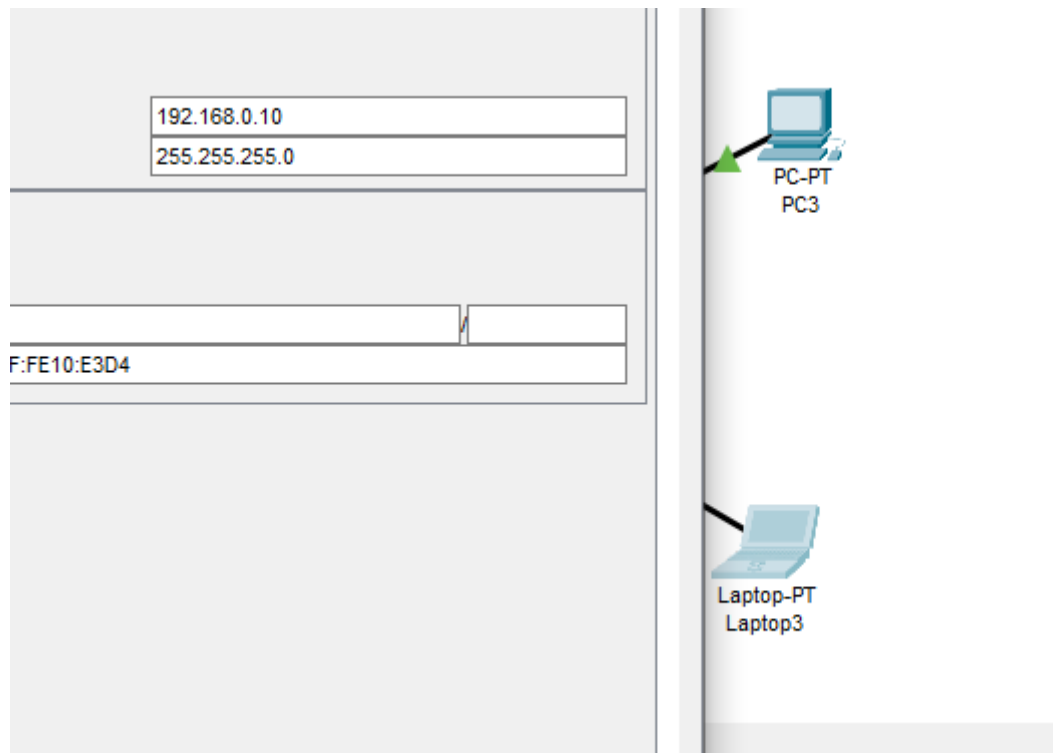 192.168.0.10
255.255.255.0
/
F:FE10:E3D4
PC-PT
PC3
Laptop-PT
Laptop3